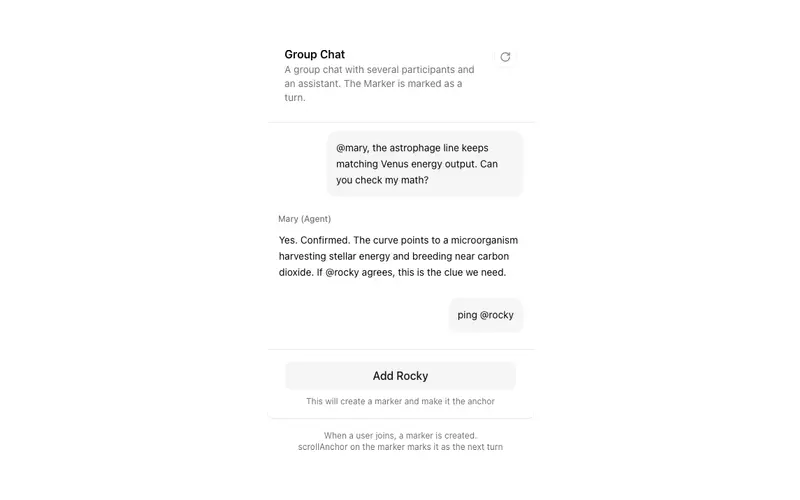 Group Chat
A group chat with several participants and
an assistant. The Marker is marked as a
turn.
@mary, the astrophage line keeps
matching Venus energy output. Can
you check my math?
Mary (Agent)
Yes. Confirmed. The curve points to a microorganism
harvesting stellar energy and breeding near carbon
dioxide. If @rocky agrees, this is the clue we need.
ping @rocky
Add Rocky
This will create a marker and make it the anchor
When a user joins, a marker is created.
scrollAnchor on the marker marks it as the next turn